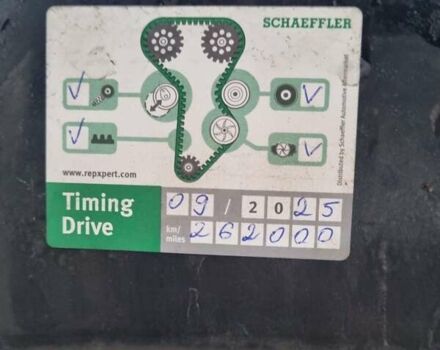 SCHAEFFLER
www.repxpert.com
Distributed by Schaeffler Automotive Aftermarket
Timing Drive
09/2025
km/miles 262000